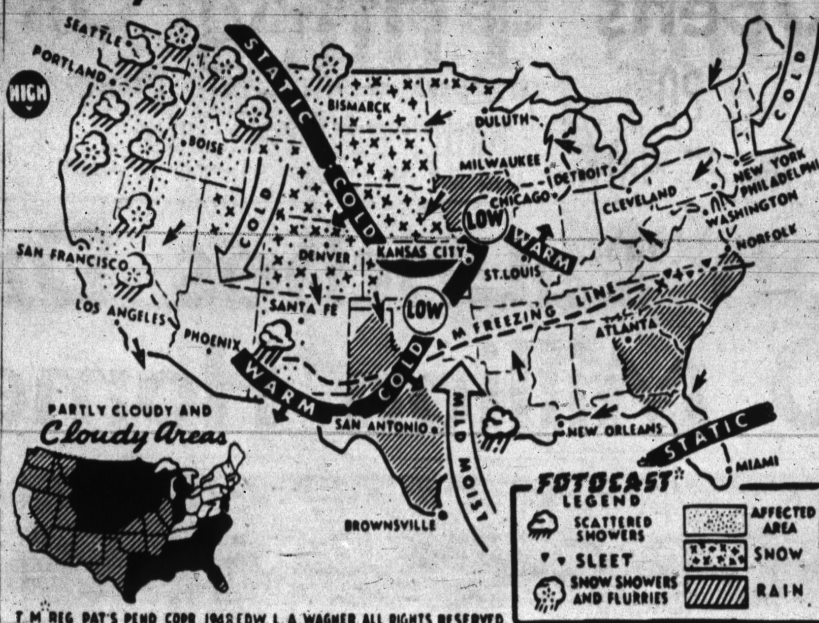 SEATTLE
PORTLAND
HIGH
STATIC
BISMARCK
DULUTH
COLD
BOISE
MILWAUKEE
DETROIT
NEW YORK
PHILADELPHI
CHICAGO
CLEVELAND
WASHINGTON
COLD
COLD
LOW
WARM
NORFOLK
SAN FRANCISCO
DENVER
KANSAS CITY
ST. LOUIS
LOS ANGELES
SANTA FE
LOW
A M FREEZING LINE
PHOENIX
ATLANTA
WARM
COLD
MILD MOIST
SAN ANTONIO
NEW ORLEANS
STATIC
MIAMI
BROWNSVILLE
PARTLY CLOUDY AND
Cloudy Areas
FOTOCAST
LEGEND
SCATTERED
SHOWERS
SLEET
SNOW SHOWERS
AND FLURRIES
AFFECTED
AREA
SNOW
RAIN
T. M. REG. PAT'S PEND COPR. 1948 EDW. L. A. WAGNER. ALL RIGHTS RESERVED